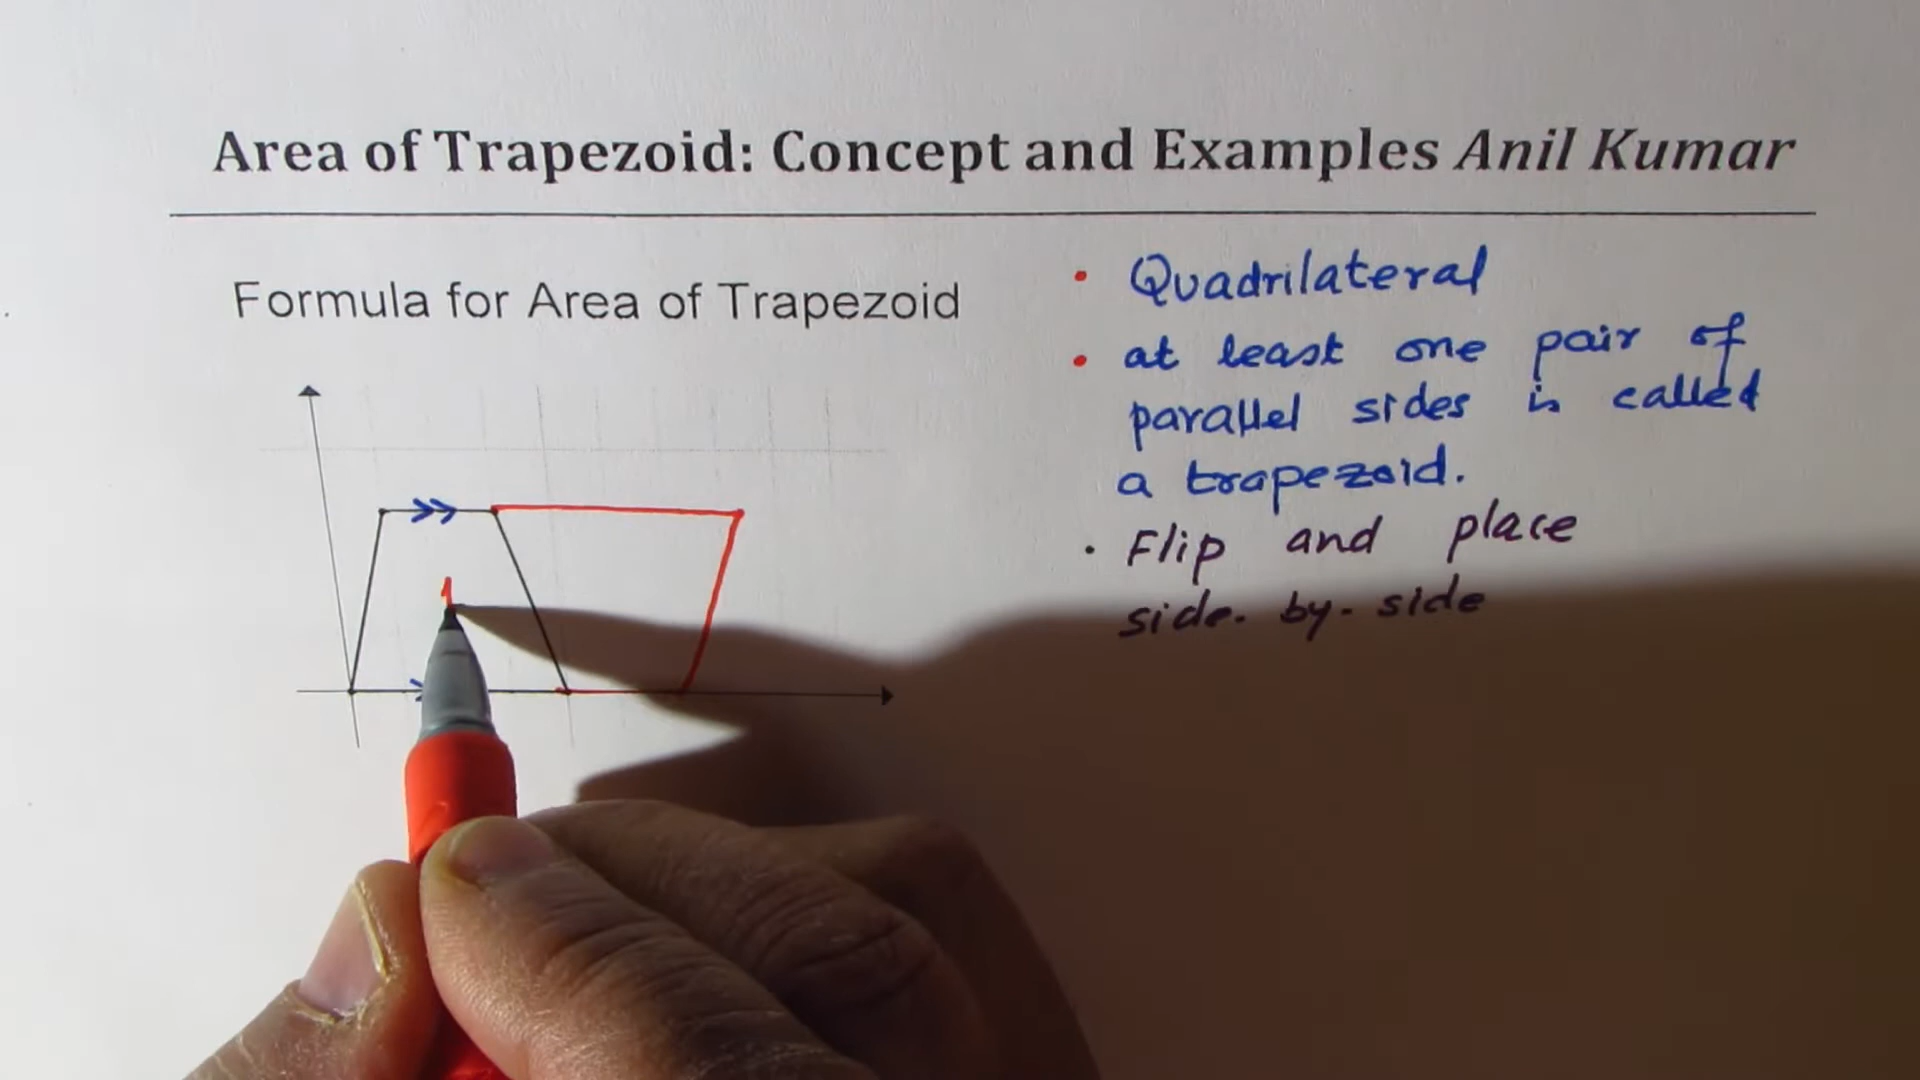 Area of Trapezoid: Concept and Examples Anil Kumar
Formula for Area of Trapezoid
• Quadrilateral
• at least one pair of
parallel sides is called
a trapezoid.
• Flip and place
side. by. side
1